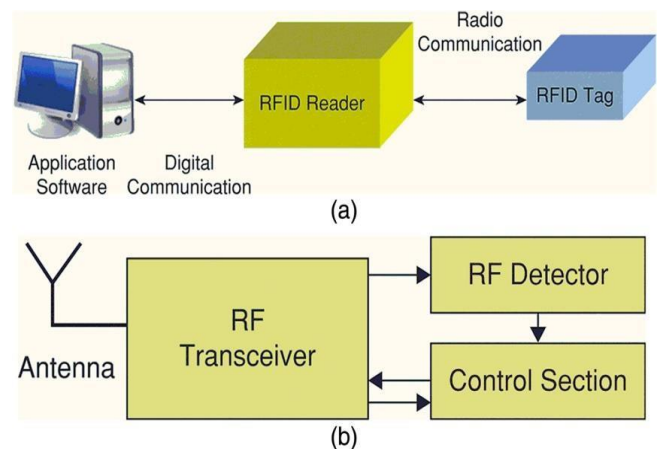 Radio
Communication
RFID Reader
RFID Tag
Application
Software
Digital
Communication
(a)
RF Detector
RF
Transceiver
Antenna
Control Section
(b)